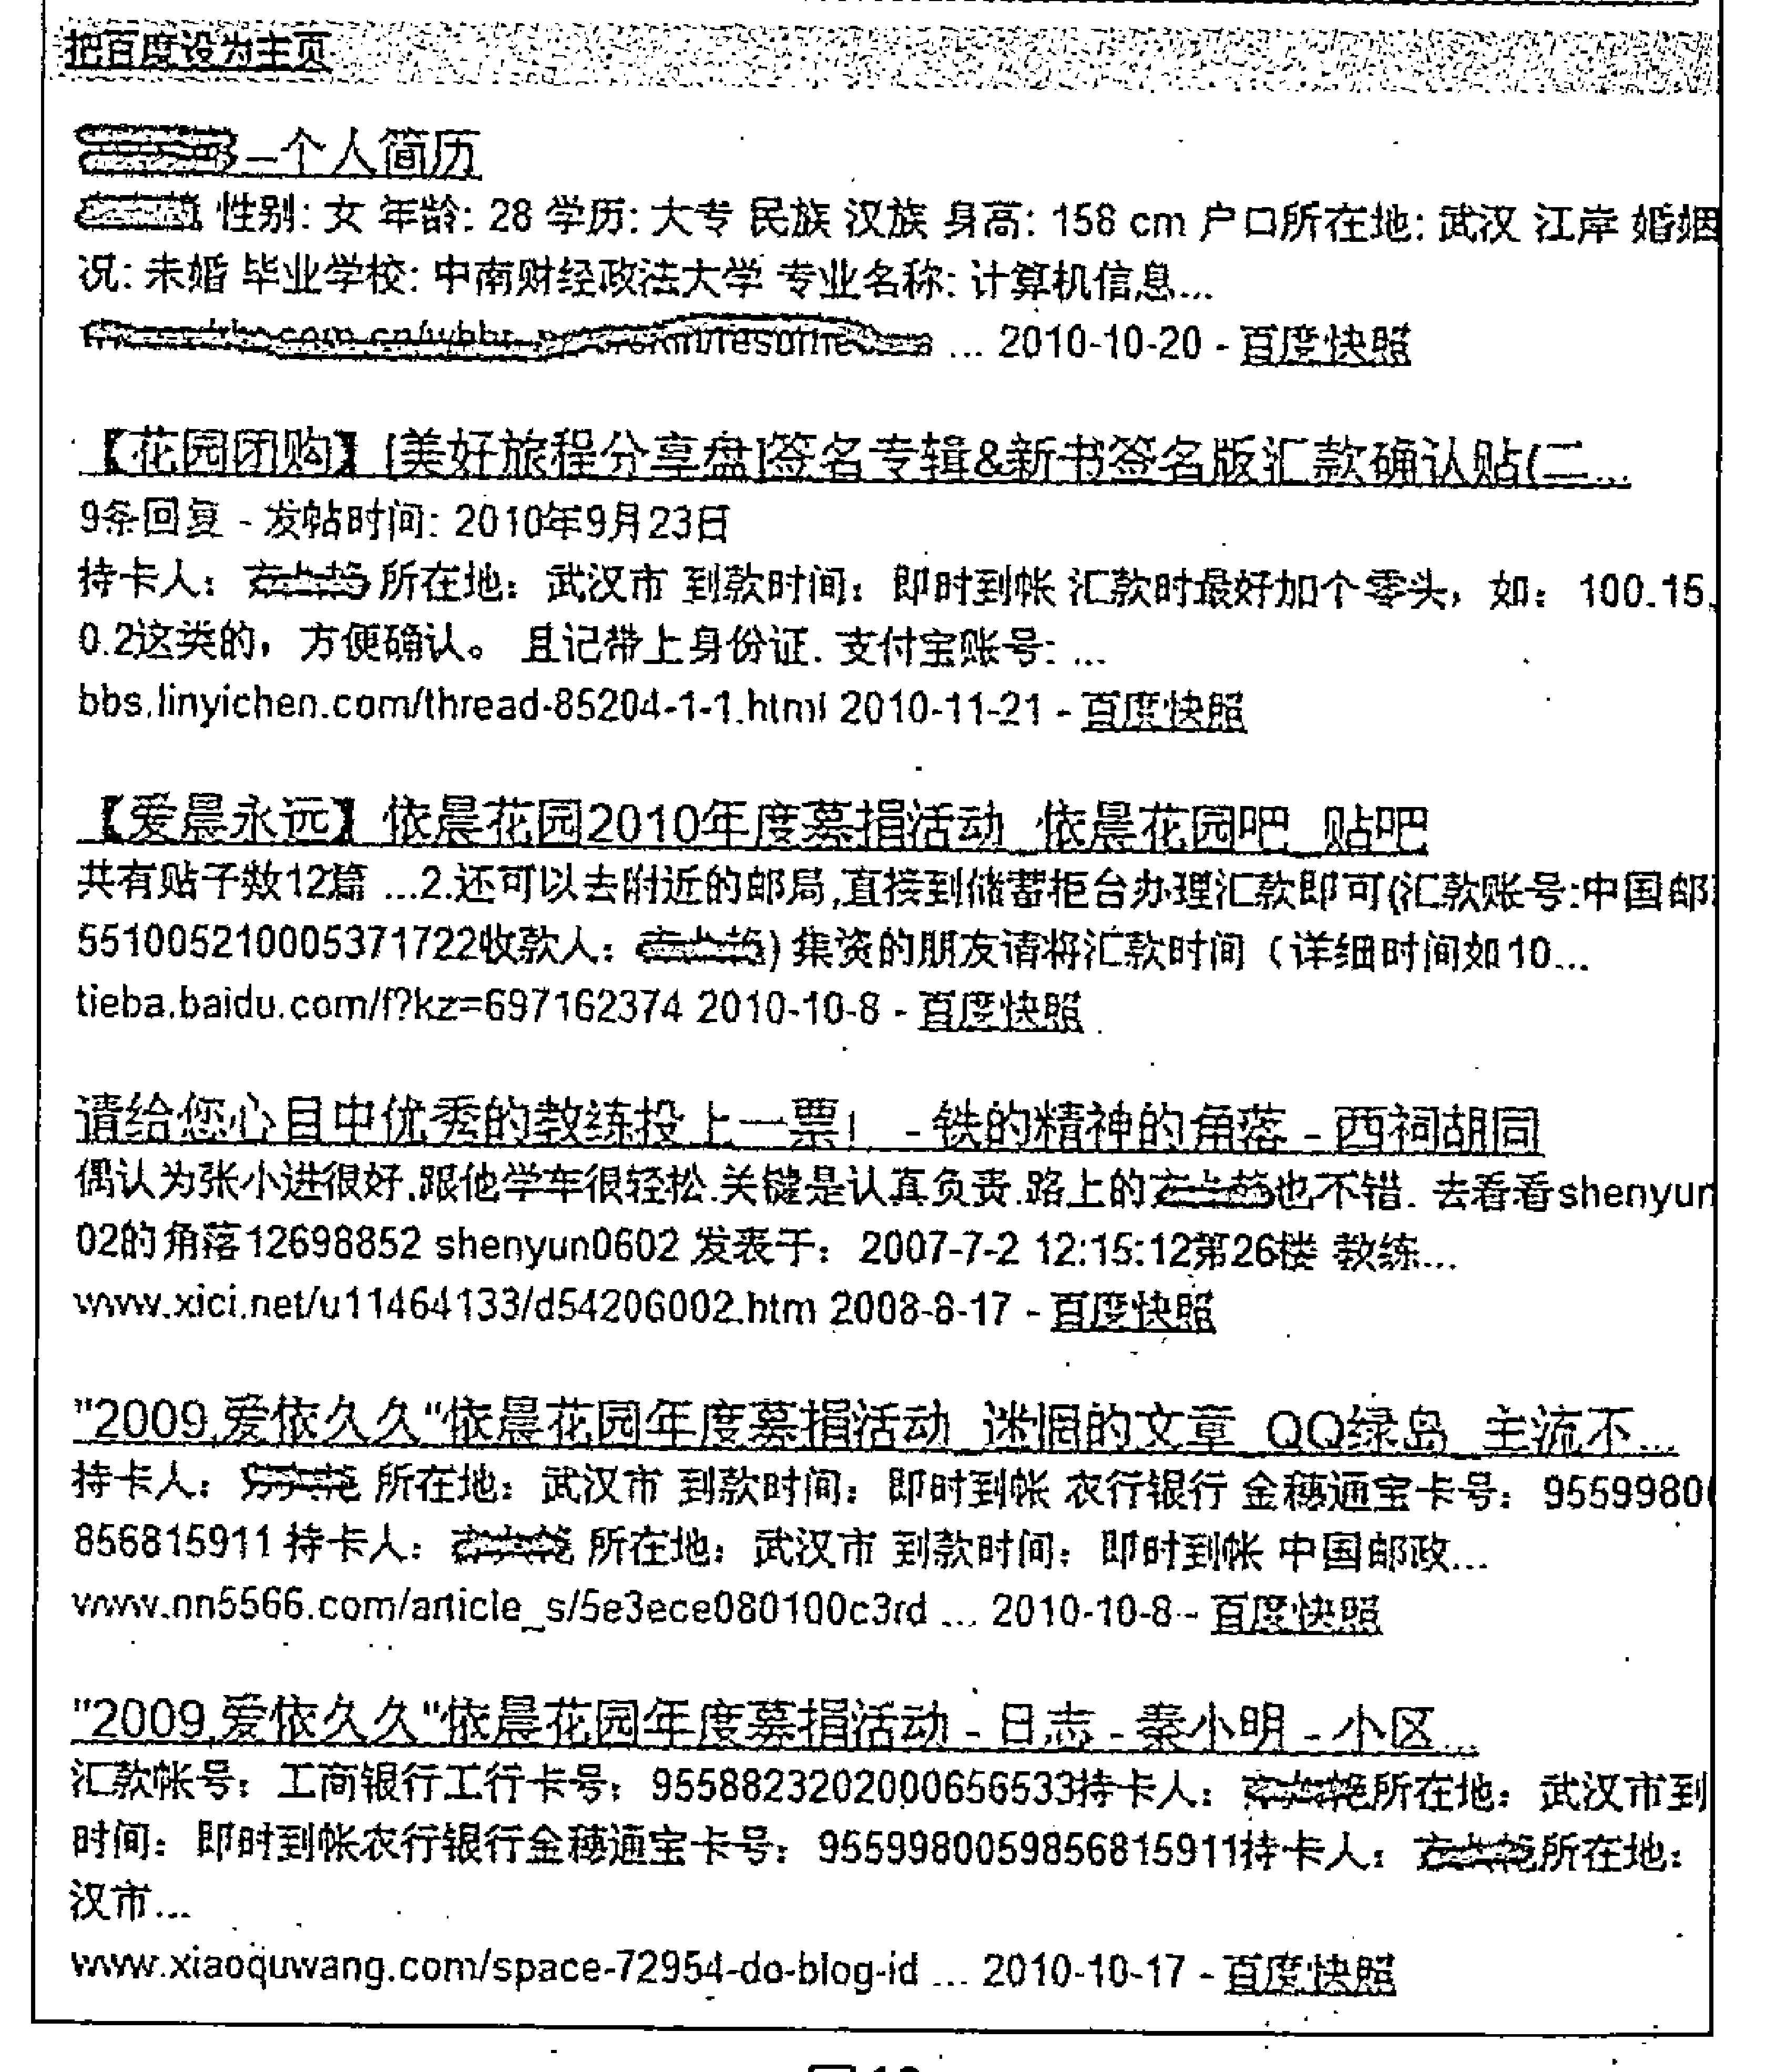 把百度设为主页
_个人简历
性别: 女 年龄: 28 学历: 大专 民族 汉族 身高: 158 cm 户口所在地: 武汉 江岸 婚姻
况: 未婚 毕业学校: 中南财经政法大学 专业名称: 计算机信息...
... 2010-10-20 - 百度快照
【花园团购】[美好旅程分享盘]签名专辑&新书签名版汇款确认贴(二...
9条回复 - 发帖时间: 2010年9月23日
持卡人: 所在地: 武汉市 到款时间: 即时到帐 汇款时最好加个零头, 如: 100.15,
0.2这类的, 方便确认。 且记带上身份证. 支付宝账号: ...
bbs.linyichen.com/thread-85204-1-1.html 2010-11-21 - 百度快照
【爱晨永远】依晨花园2010年度募捐活动_依晨花园吧_贴吧
共有贴子数12篇 ...2.还可以去附近的邮局,直接到储蓄柜台办理汇款即可(汇款账号:中国邮
551005210005371722收款人: ) 集资的朋友请将汇款时间（详细时间如10...
tieba.baidu.com/f?kz=697162374 2010-10-8 - 百度快照
请给您心目中优秀的教练投上一票! - 铁的精神的角落 - 西祠胡同
偶认为张小进很好.跟他学车很轻松.关键是认真负责.路上的也不错. 去看看shenyun
02的角落12698852 shenyun0602 发表于: 2007-7-2 12:15:12第26楼 教练...
www.xici.net/u11464133/d54206002.htm 2008-8-17 - 百度快照
"2009,爱依久久"依晨花园年度募捐活动_迷惘的文章_QQ绿岛_主流不...
持卡人: 所在地: 武汉市 到款时间: 即时到帐 农行银行 金穗通宝卡号: 9559980
856815911 持卡人: 所在地: 武汉市 到款时间: 即时到帐 中国邮政...
www.nn5566.com/article_s/5e3ece080100c3rd ... 2010-10-8 - 百度快照
"2009,爱依久久"依晨花园年度募捐活动 - 日志 - 秦小明 - 小区...
汇款帐号: 工商银行工行卡号: 9558823202000656533持卡人: 所在地: 武汉市到
时间: 即时到帐农行银行金穗通宝卡号: 9559980059856815911持卡人: 所在地:
汉市...
www.xiaoquwang.com/space-72954-do-blog-id ... 2010-10-17 - 百度快照